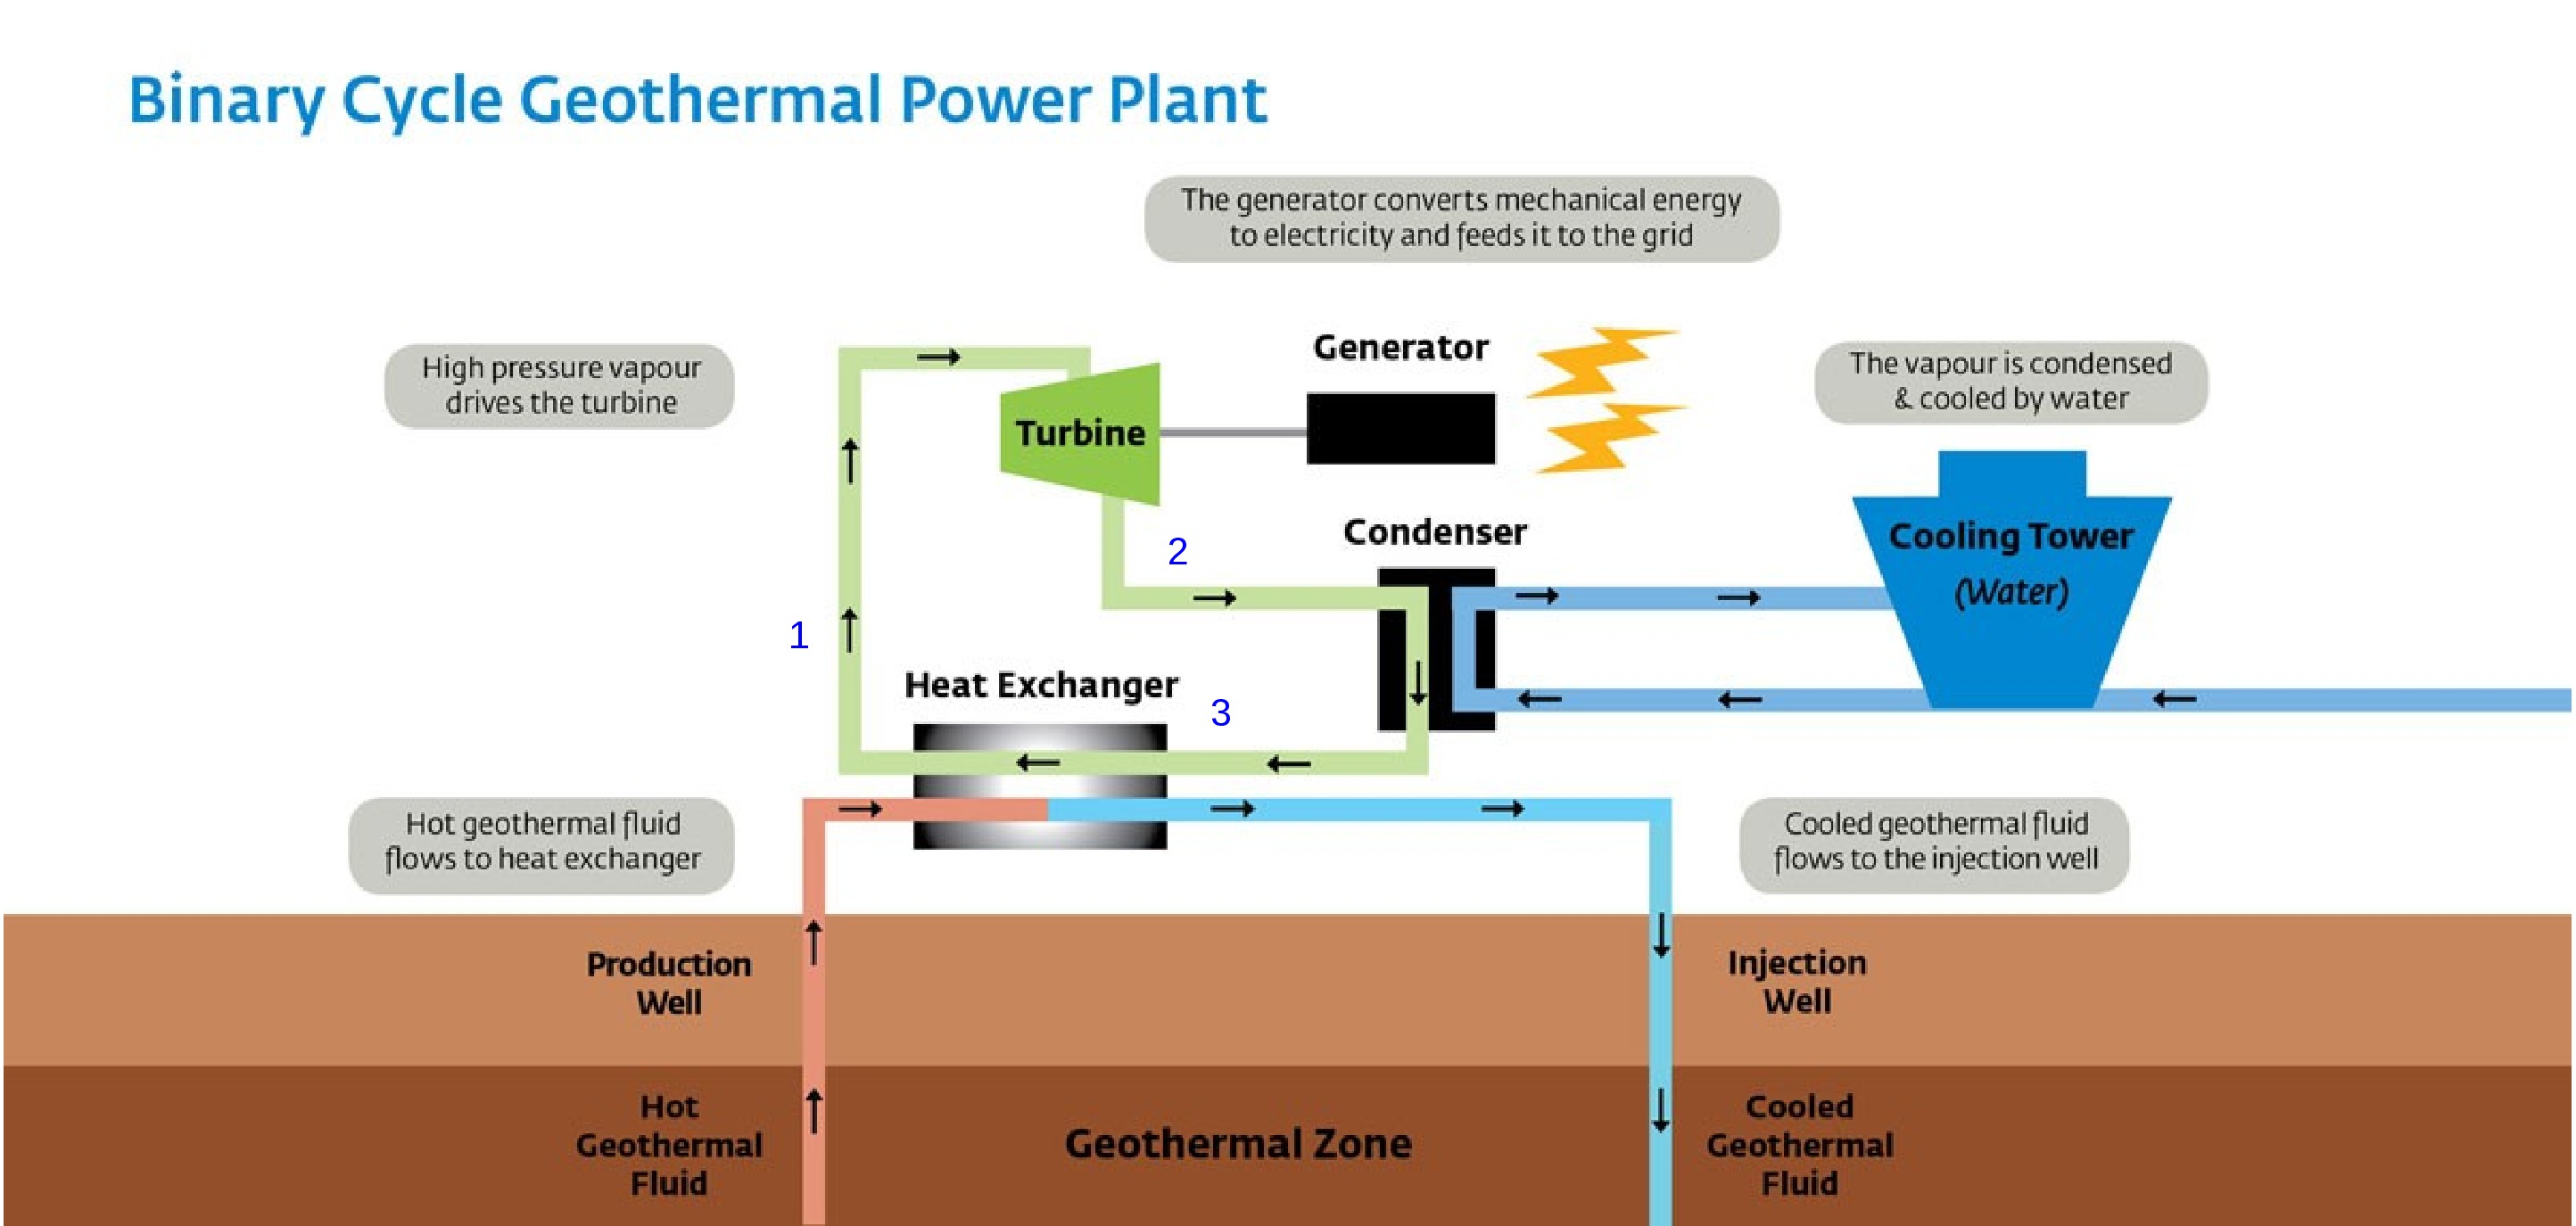 Binary Cycle Geothermal Power Plant
The generator converts mechanical energy
to electricity and feeds it to the grid
High pressure vapour
drives the turbine
Generator
The vapour is condensed
& cooled by water
Turbine
Condenser
Cooling Tower
(Water)
2
1
Heat Exchanger
3
Hot geothermal fluid
flows to heat exchanger
Cooled geothermal fluid
flows to the injection well
Production
Well
Injection
Well
Hot
Geothermal
Fluid
Geothermal Zone
Cooled
Geothermal
Fluid